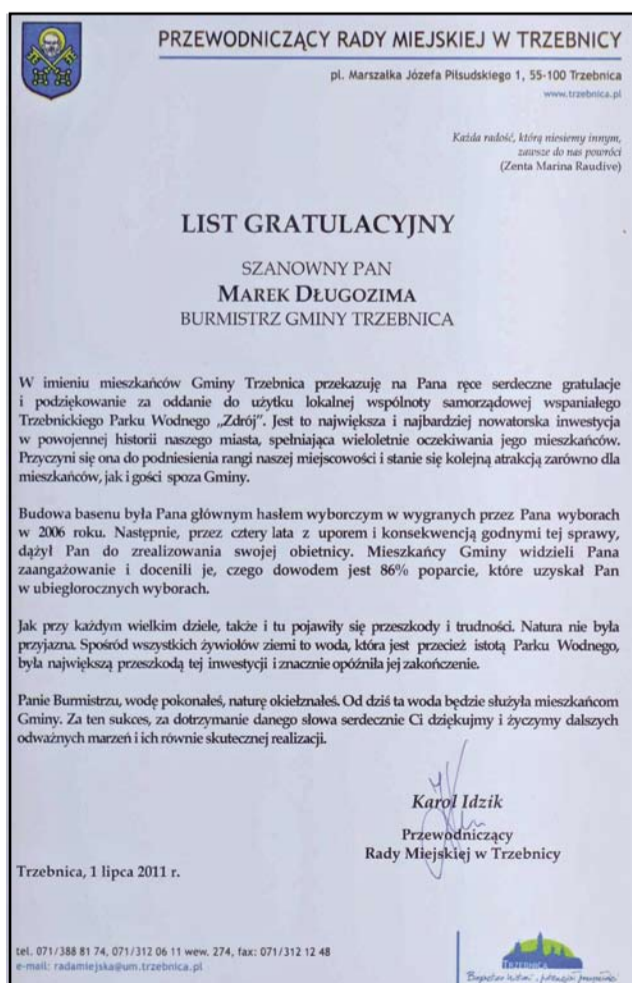 PRZEWODNICZĄCY RADY MIEJSKIEJ W TRZEBNICY
pl. Marszałka Józefa Piłsudskiego 1, 55-100 Trzebnica
www.trzebnica.pl
Każda radość, którą niesiemy innym,
zawsze do nas powróci
(Zenta Marina Raudive)
LIST GRATULACYJNY
SZANOWNY PAN
MAREK DŁUGOZIMA
BURMISTRZ GMINY TRZEBNICA
W imieniu mieszkańców Gminy Trzebnica przekazuję na Pana ręce serdeczne gratulacje
i podziękowanie za oddanie do użytku lokalnej wspólnoty samorządowej wspaniałego
Trzebnickiego Parku Wodnego „Zdrój”. Jest to największa i najbardziej nowatorska inwestycja
w powojennej historii naszego miasta, spełniająca wieloletnie oczekiwania jego mieszkańców.
Przyczyni się ona do podniesienia rangi naszej miejscowości i stanie się kolejną atrakcją zarówno dla
mieszkańców, jak i gości spoza Gminy.
Budowa basenu była Pana głównym hasłem wyborczym w wygranych przez Pana wyborach
w 2006 roku. Następnie, przez cztery lata z uporem i konsekwencją godnymi tej sprawy,
dążył Pan do zrealizowania swojej obietnicy. Mieszkańcy Gminy widzieli Pana
zaangażowanie i docenili je, czego dowodem jest 86% poparcie, które uzyskał Pan
w ubiegłorocznych wyborach.
Jak przy każdym wielkim dziele, także i tu pojawiły się przeszkody i trudności. Natura nie była
przyjazna. Spośród wszystkich żywiołów ziemi to woda, która jest przecież istotą Parku Wodnego,
była największą przeszkodą tej inwestycji i znacznie opóźniła jej zakończenie.
Panie Burmistrzu, wodę pokonałeś, naturę okiełznałeś. Od dziś ta woda będzie służyła mieszkańcom
Gminy. Za ten sukces, za dotrzymanie danego słowa serdecznie Ci dziękujmy i życzymy dalszych
odważnych marzeń i ich równie skutecznej realizacji.
Karol Idzik
Przewodniczący
Rady Miejskiej w Trzebnicy
Trzebnica, 1 lipca 2011 r.
tel. 071/388 81 74, 071/312 06 11 wew. 274, fax: 071/312 12 48
e-mail: radamiejska@um.trzebnica.pl
TRZEBNICA